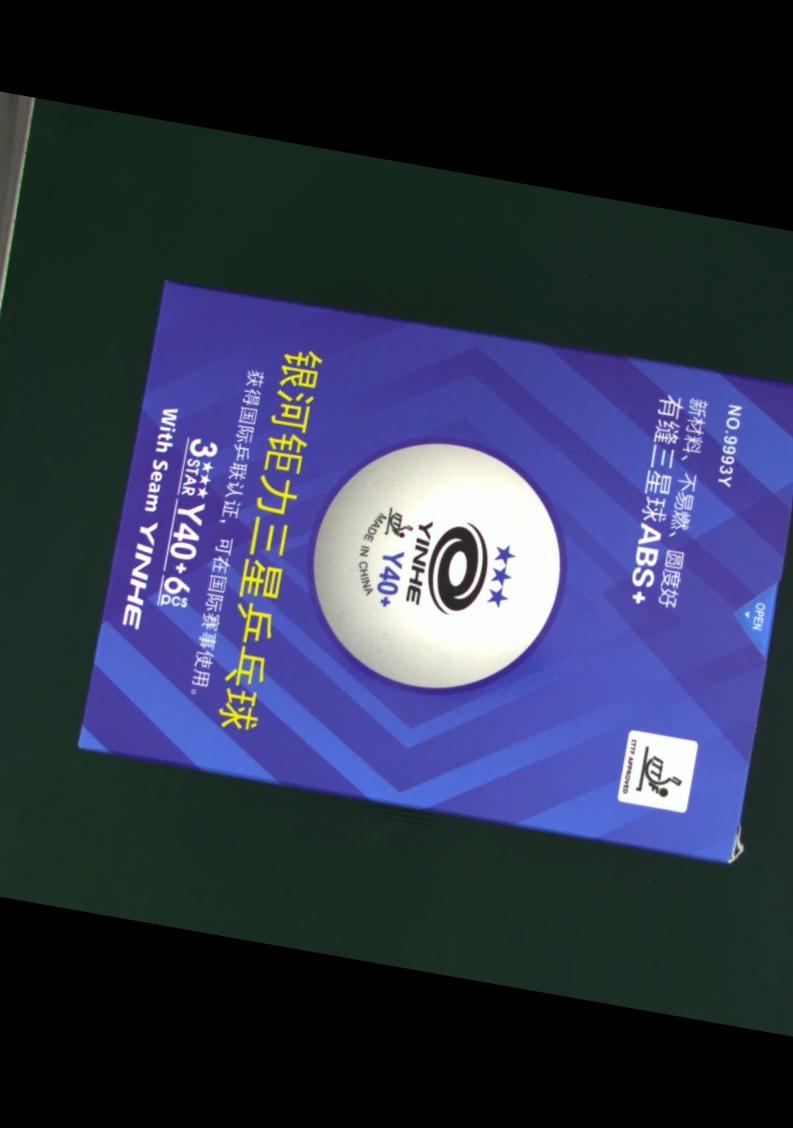 NO.9993Y
新材料、不易燃、圆度好
有缝三星球ABS+
OPEN
ITTF APPROVED
YINHE
Y40+
MADE IN CHINA
银河钜力三星乒乓球
获得国际乒联认证，可在国际赛事使用。
3★★★STAR Y40+ 6PCS
With Seam YINHE